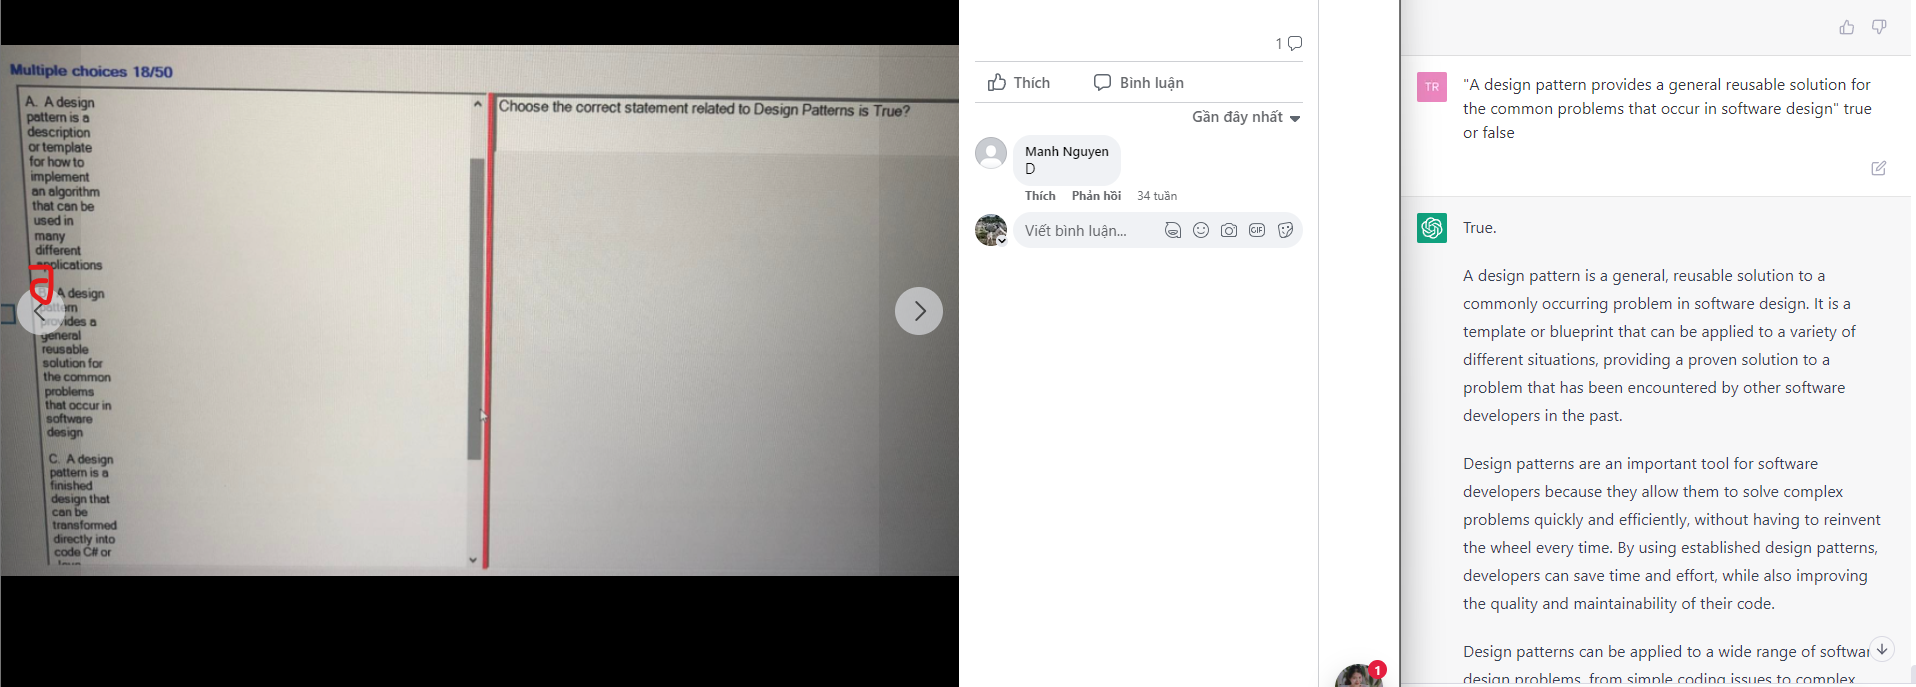 Multiple choices 18/50
A. A design
pattern is a
description
or template
for how to
implement
an algorithm
that can be
used in
many
different
applications
A design
pattern
provides a
general
reusable
solution for
the common
problems
that occur in
software
design
C. A design
pattern is a
finished
design that
can be
transformed
directly into
code C# or
Choose the correct statement related to Design Patterns is True?
1
Thích
Bình luận
Gần đây nhất
Manh Nguyen
D
Thích Phản hồi 34 tuần
Viết bình luận...
GIF
1
TR
"A design pattern provides a general reusable solution for
the common problems that occur in software design" true
or false
True.
A design pattern is a general, reusable solution to a
commonly occurring problem in software design. It is a
template or blueprint that can be applied to a variety of
different situations, providing a proven solution to a
problem that has been encountered by other software
developers in the past.
Design patterns are an important tool for software
developers because they allow them to solve complex
problems quickly and efficiently, without having to reinvent
the wheel every time. By using established design patterns,
developers can save time and effort, while also improving
the quality and maintainability of their code.
Design patterns can be applied to a wide range of softwar
design problems, from simple coding issues to complex